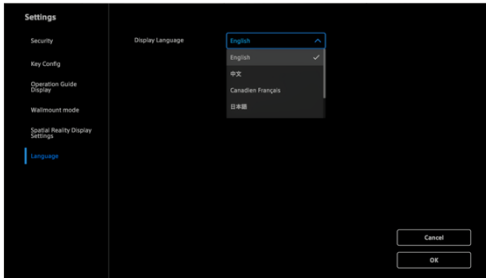 Settings
Security
Key Config
Operation Guide
Display
Wallmount mode
Spatial Reality Display
Settings
Language
Display Language
English
English
中文
Canadien Français
日本語
Cancel
OK